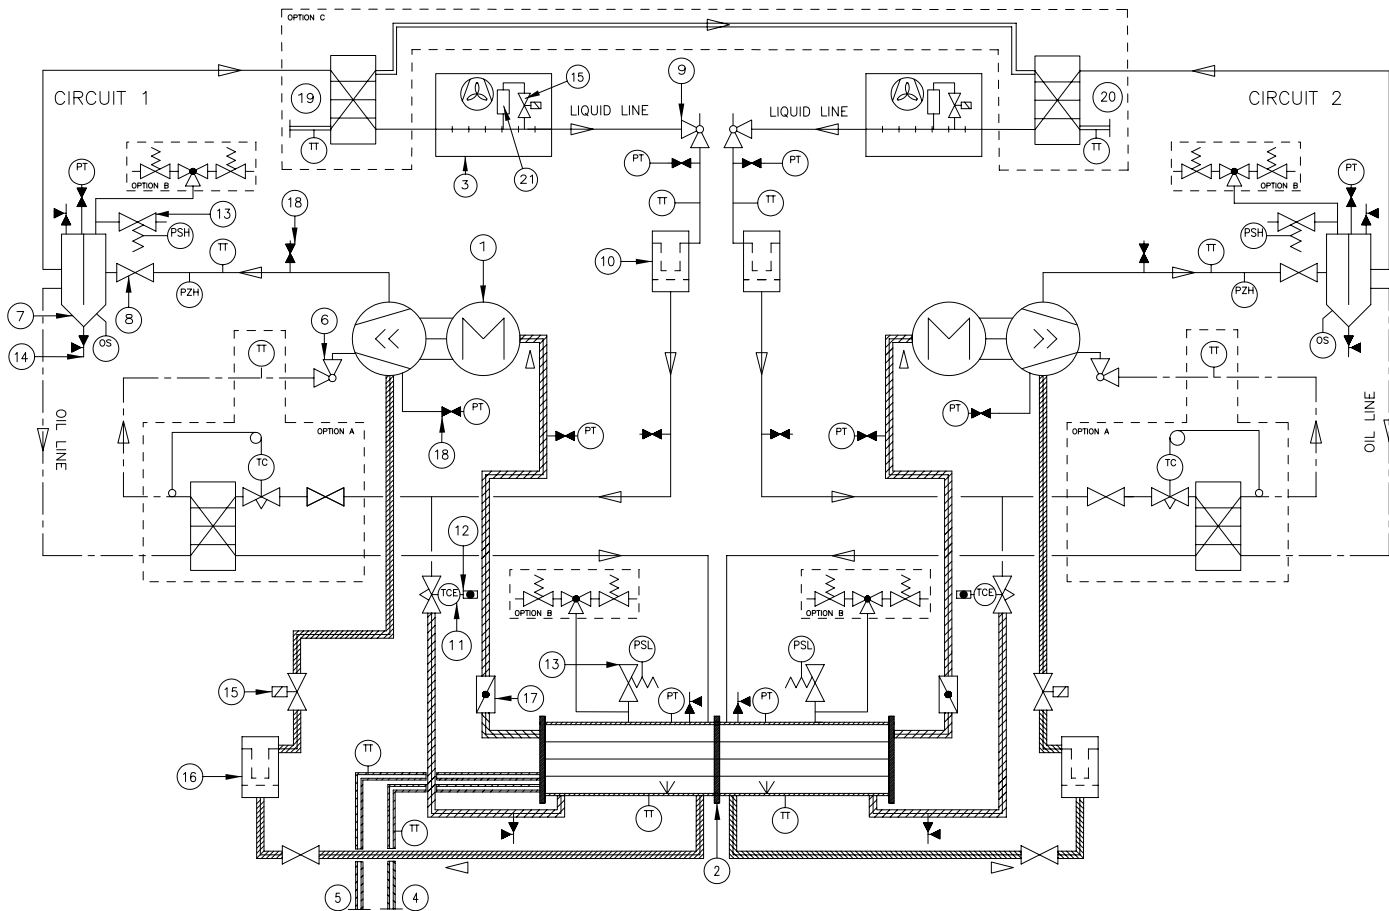 OPTION C
CIRCUIT 1
19
TT
3
21
15
LIQUID LINE
9
LIQUID LINE
20
TT
CIRCUIT 2
PT
OPTION B
13
PSH
18
TT
PZH
7
8
14
OS
PT
PT
TT
TT
10
1
6
PT
OPTION B
PSH
TT
PZH
OS
TT
OIL LINE
OPTION A
TC
PT
18
PT
PT
PT
TT
OIL LINE
OPTION A
TC
12
TCE
11
OPTION B
OPTION B
TCE
13
PSL
PSL
15
17
PT
PT
16
TT
TT
TT
TT
2
5
4